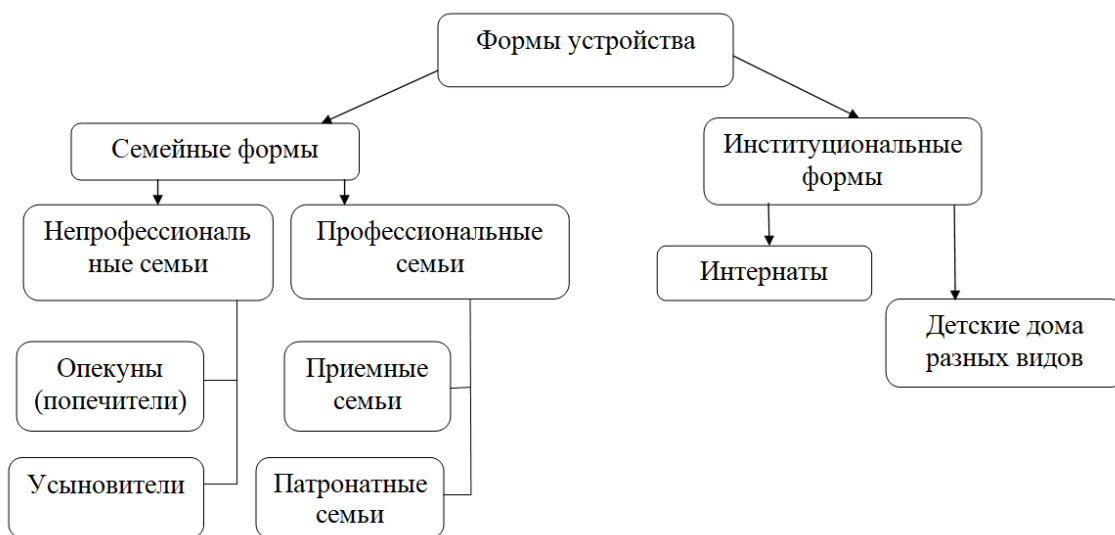 Формы устройства
Семейные формы
Институциональные
формы
Непрофессиональ
ные семьи
Профессиональные
семьи
Интернаты
Детские дома
разных видов
Опекуны
(попечители)
Приемные
семьи
Усыновители
Патронатные
семьи